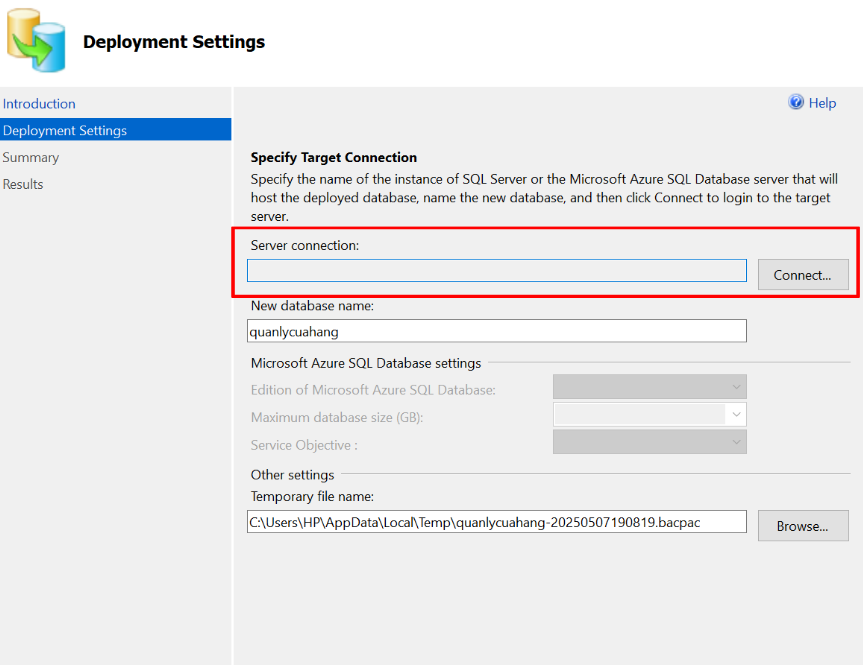 Deployment Settings
Help
Introduction
Deployment Settings
Summary
Results
Specify Target Connection
Specify the name of the instance of SQL Server or the Microsoft Azure SQL Database server that will
host the deployed database, name the new database, and then click Connect to login to the target
server.
Server connection:
Connect...
New database name:
quanlycuahang
Microsoft Azure SQL Database settings
Edition of Microsoft Azure SQL Database:
Maximum database size (GB):
Service Objective :
Other settings
Temporary file name:
C:\Users\HP\AppData\Local\Temp\quanlycuahang-20250507190819.bacpac
Browse...